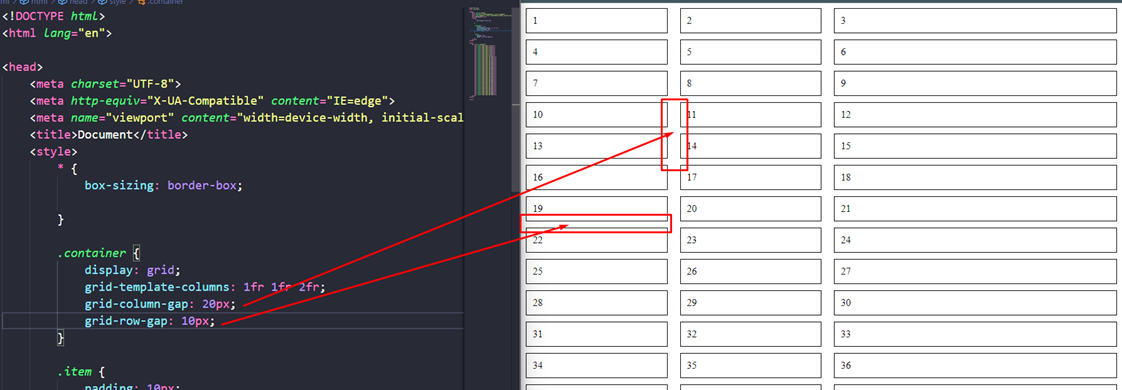 html > head > style > .container
<!DOCTYPE html>
<html lang="en">
<head>
<meta charset="UTF-8">
<meta http-equiv="X-UA-Compatible" content="IE=edge">
<meta name="viewport" content="width=device-width, initial-scal
<title>Document</title>
<style>
* {
box-sizing: border-box;
}
.container {
display: grid;
grid-template-columns: 1fr 1fr 2fr;
grid-column-gap: 20px;
grid-row-gap: 10px;
}
.item {
padding: 10px;
1 2 3
4 5 6
7 8 9
10 11 12
13 14 15
16 17 18
19 20 21
22 23 24
25 26 27
28 29 30
31 32 33
34 35 36